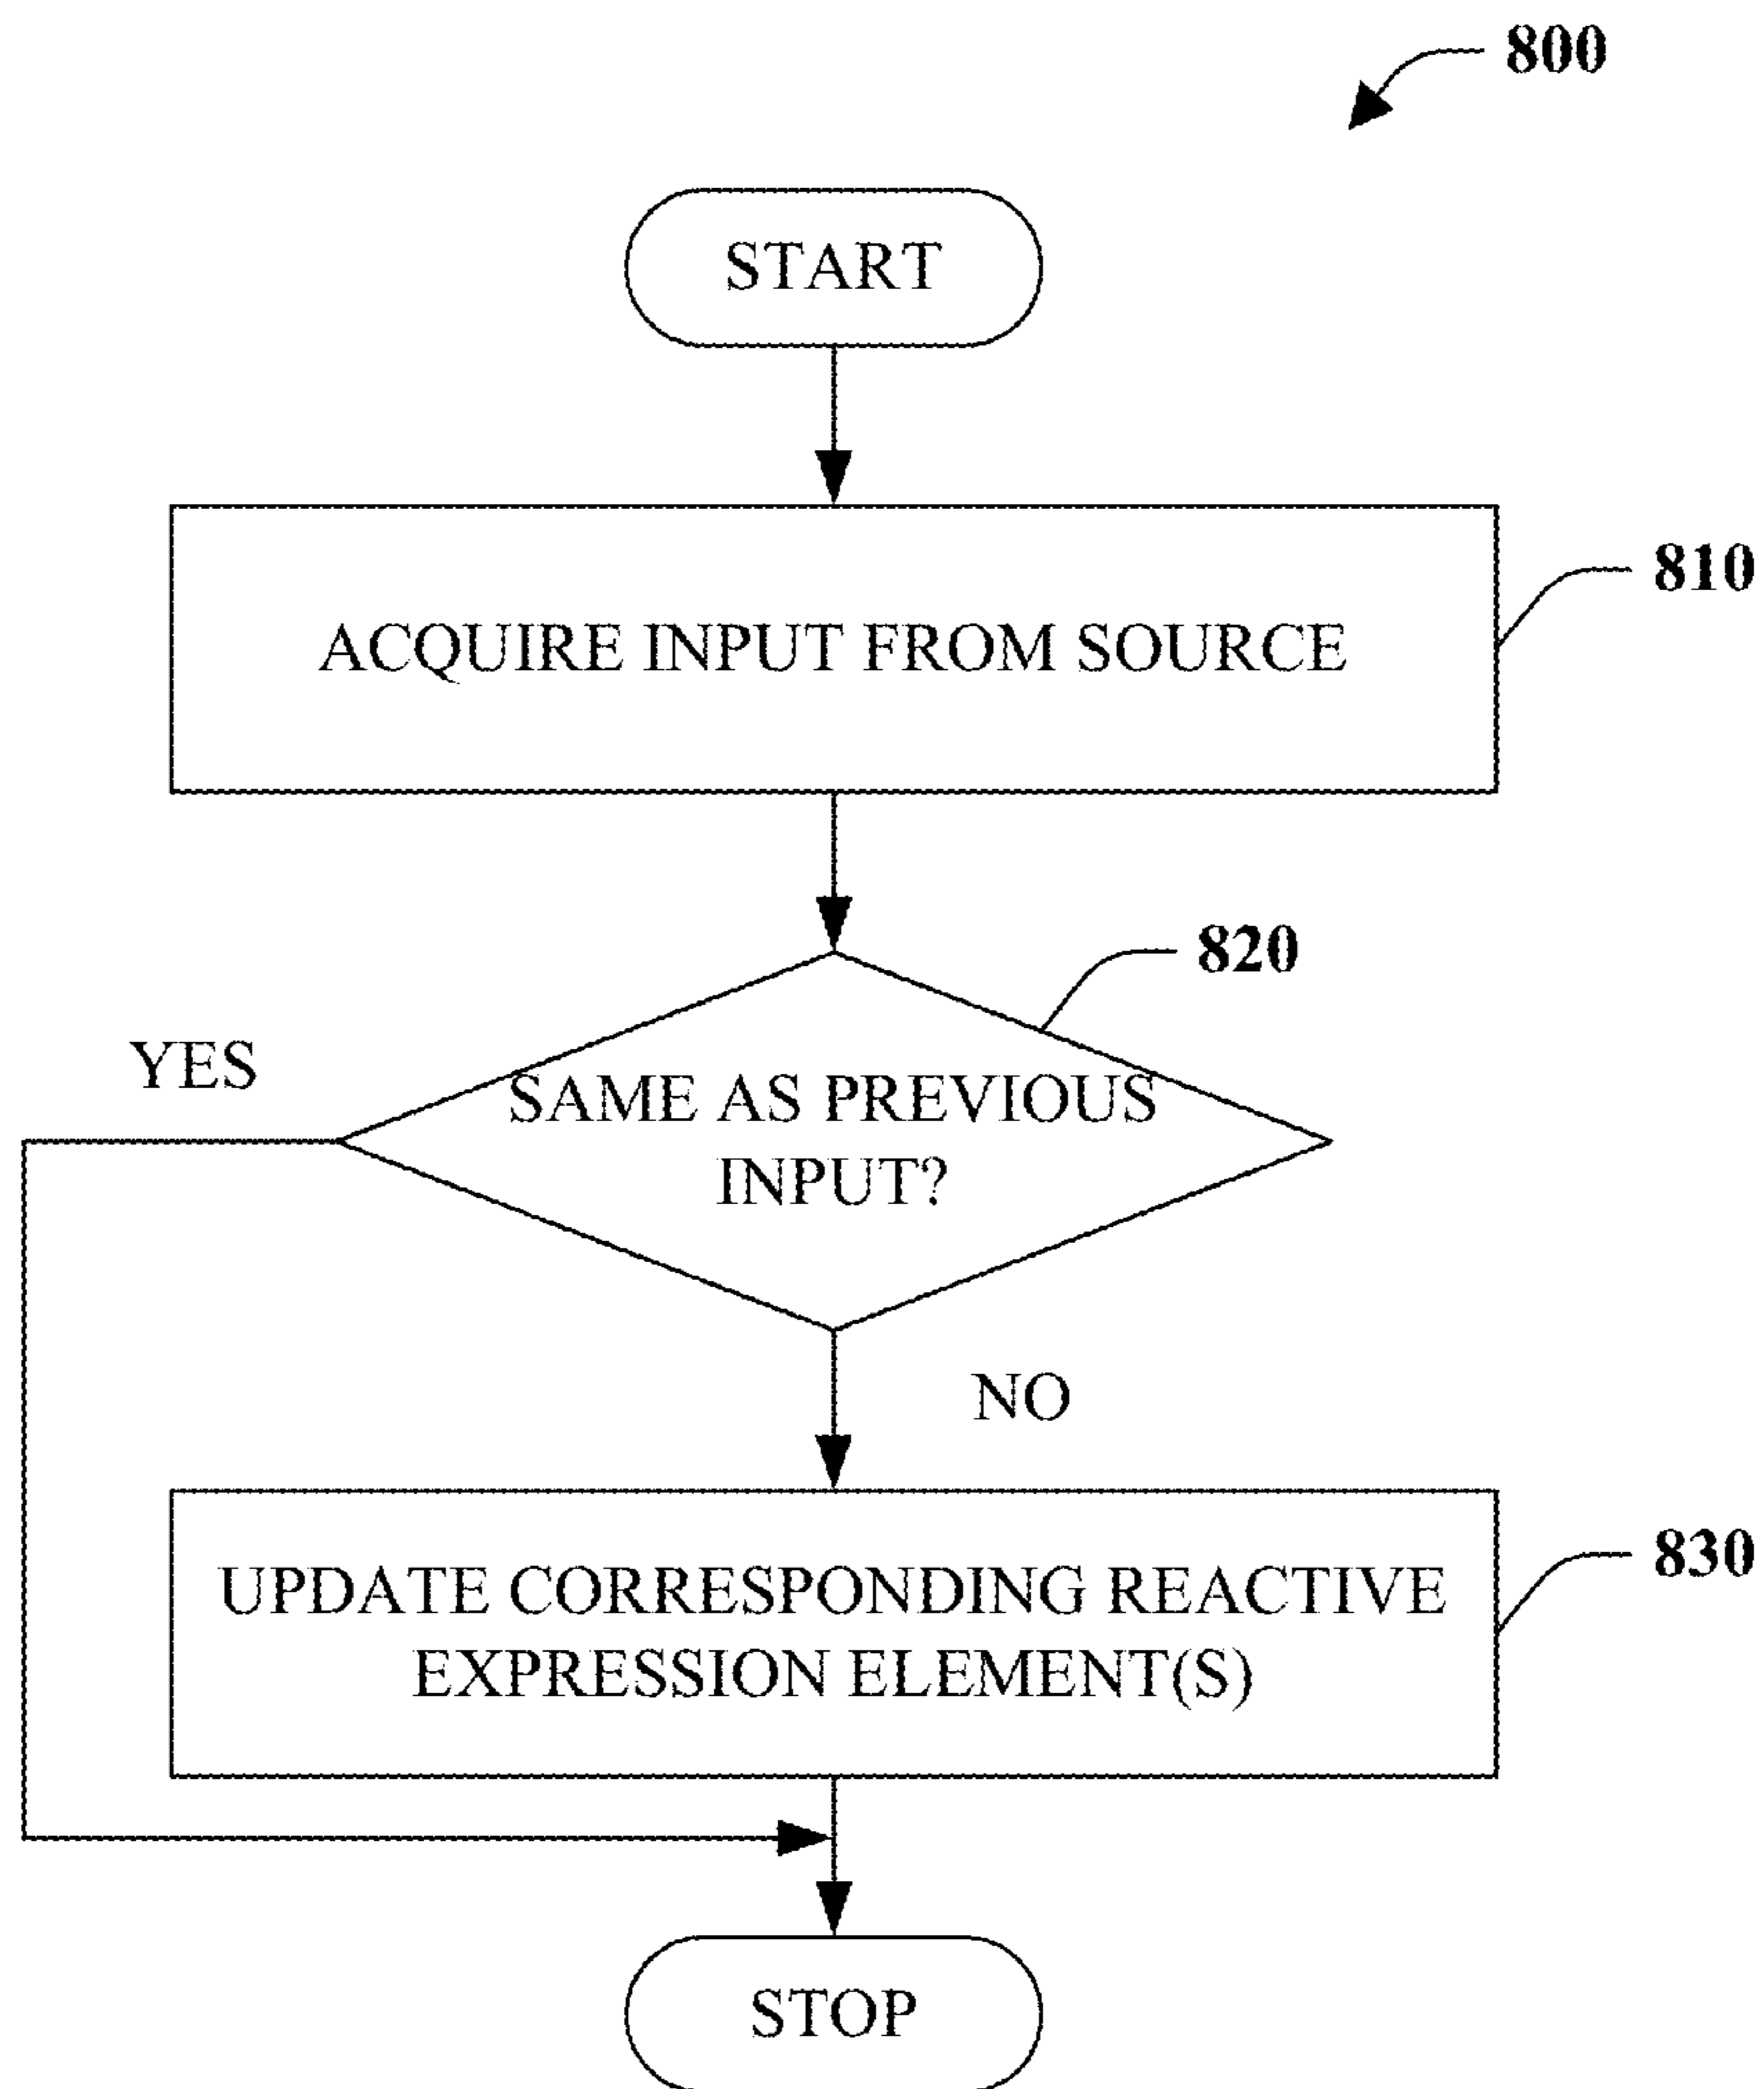 800
START
ACQUIRE INPUT FROM SOURCE
810
820
YES
SAME AS PREVIOUS
INPUT?
NO
UPDATE CORRESPONDING REACTIVE
EXPRESSION ELEMENT(S)
830
STOP